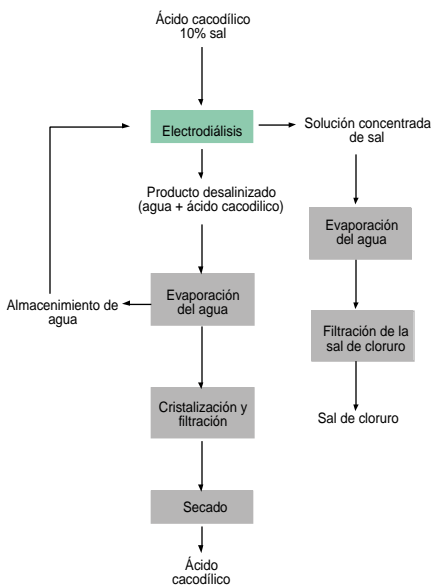 Ácido cacodílico
10% sal
Electrodiálisis
Solución concentrada
de sal
Producto desalinizado
(agua + ácido cacodilico)
Evaporación
del agua
Almacenimiento de
agua
Evaporación
del agua
Filtración de la
sal de cloruro
Cristalización y
filtración
Sal de cloruro
Secado
Ácido
cacodílico